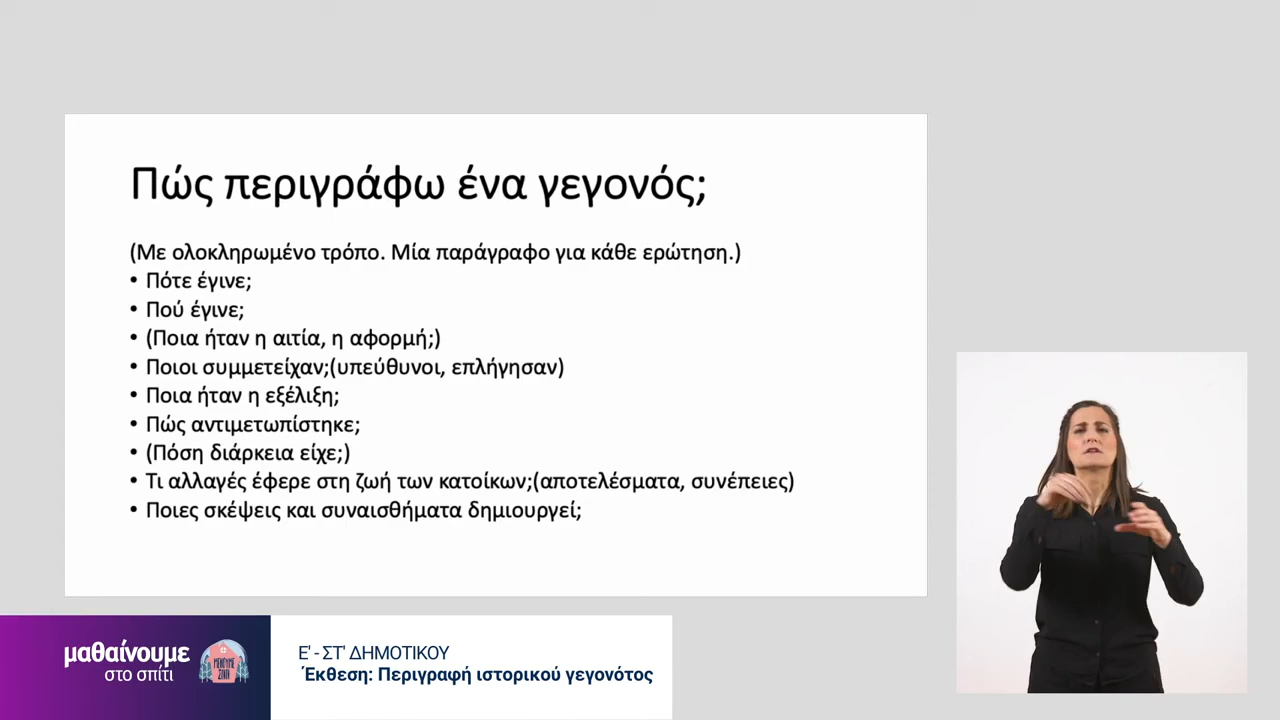 Πώς περιγράφω ένα γεγονός;
(Με ολοκληρωμένο τρόπο. Μία παράγραφο για κάθε ερώτηση.)
• Πότε έγινε;
• Πού έγινε;
• (Ποια ήταν η αιτία, η αφορμή;)
• Ποιοι συμμετείχαν;(υπεύθυνοι, επλήγησαν)
• Ποια ήταν η εξέλιξη;
• Πώς αντιμετωπίστηκε;
• (Πόση διάρκεια είχε;)
• Τι αλλαγές έφερε στη ζωή των κατοίκων;(αποτελέσματα, συνέπειες)
• Ποιες σκέψεις και συναισθήματα δημιουργεί;
μαθαίνουμε
στο σπίτι
ΜΕΝΟΥΜΕ
ΣΠΙΤΙ
Ε' - ΣΤ' ΔΗΜΟΤΙΚΟΥ
Έκθεση: Περιγραφή ιστορικού γεγονότος